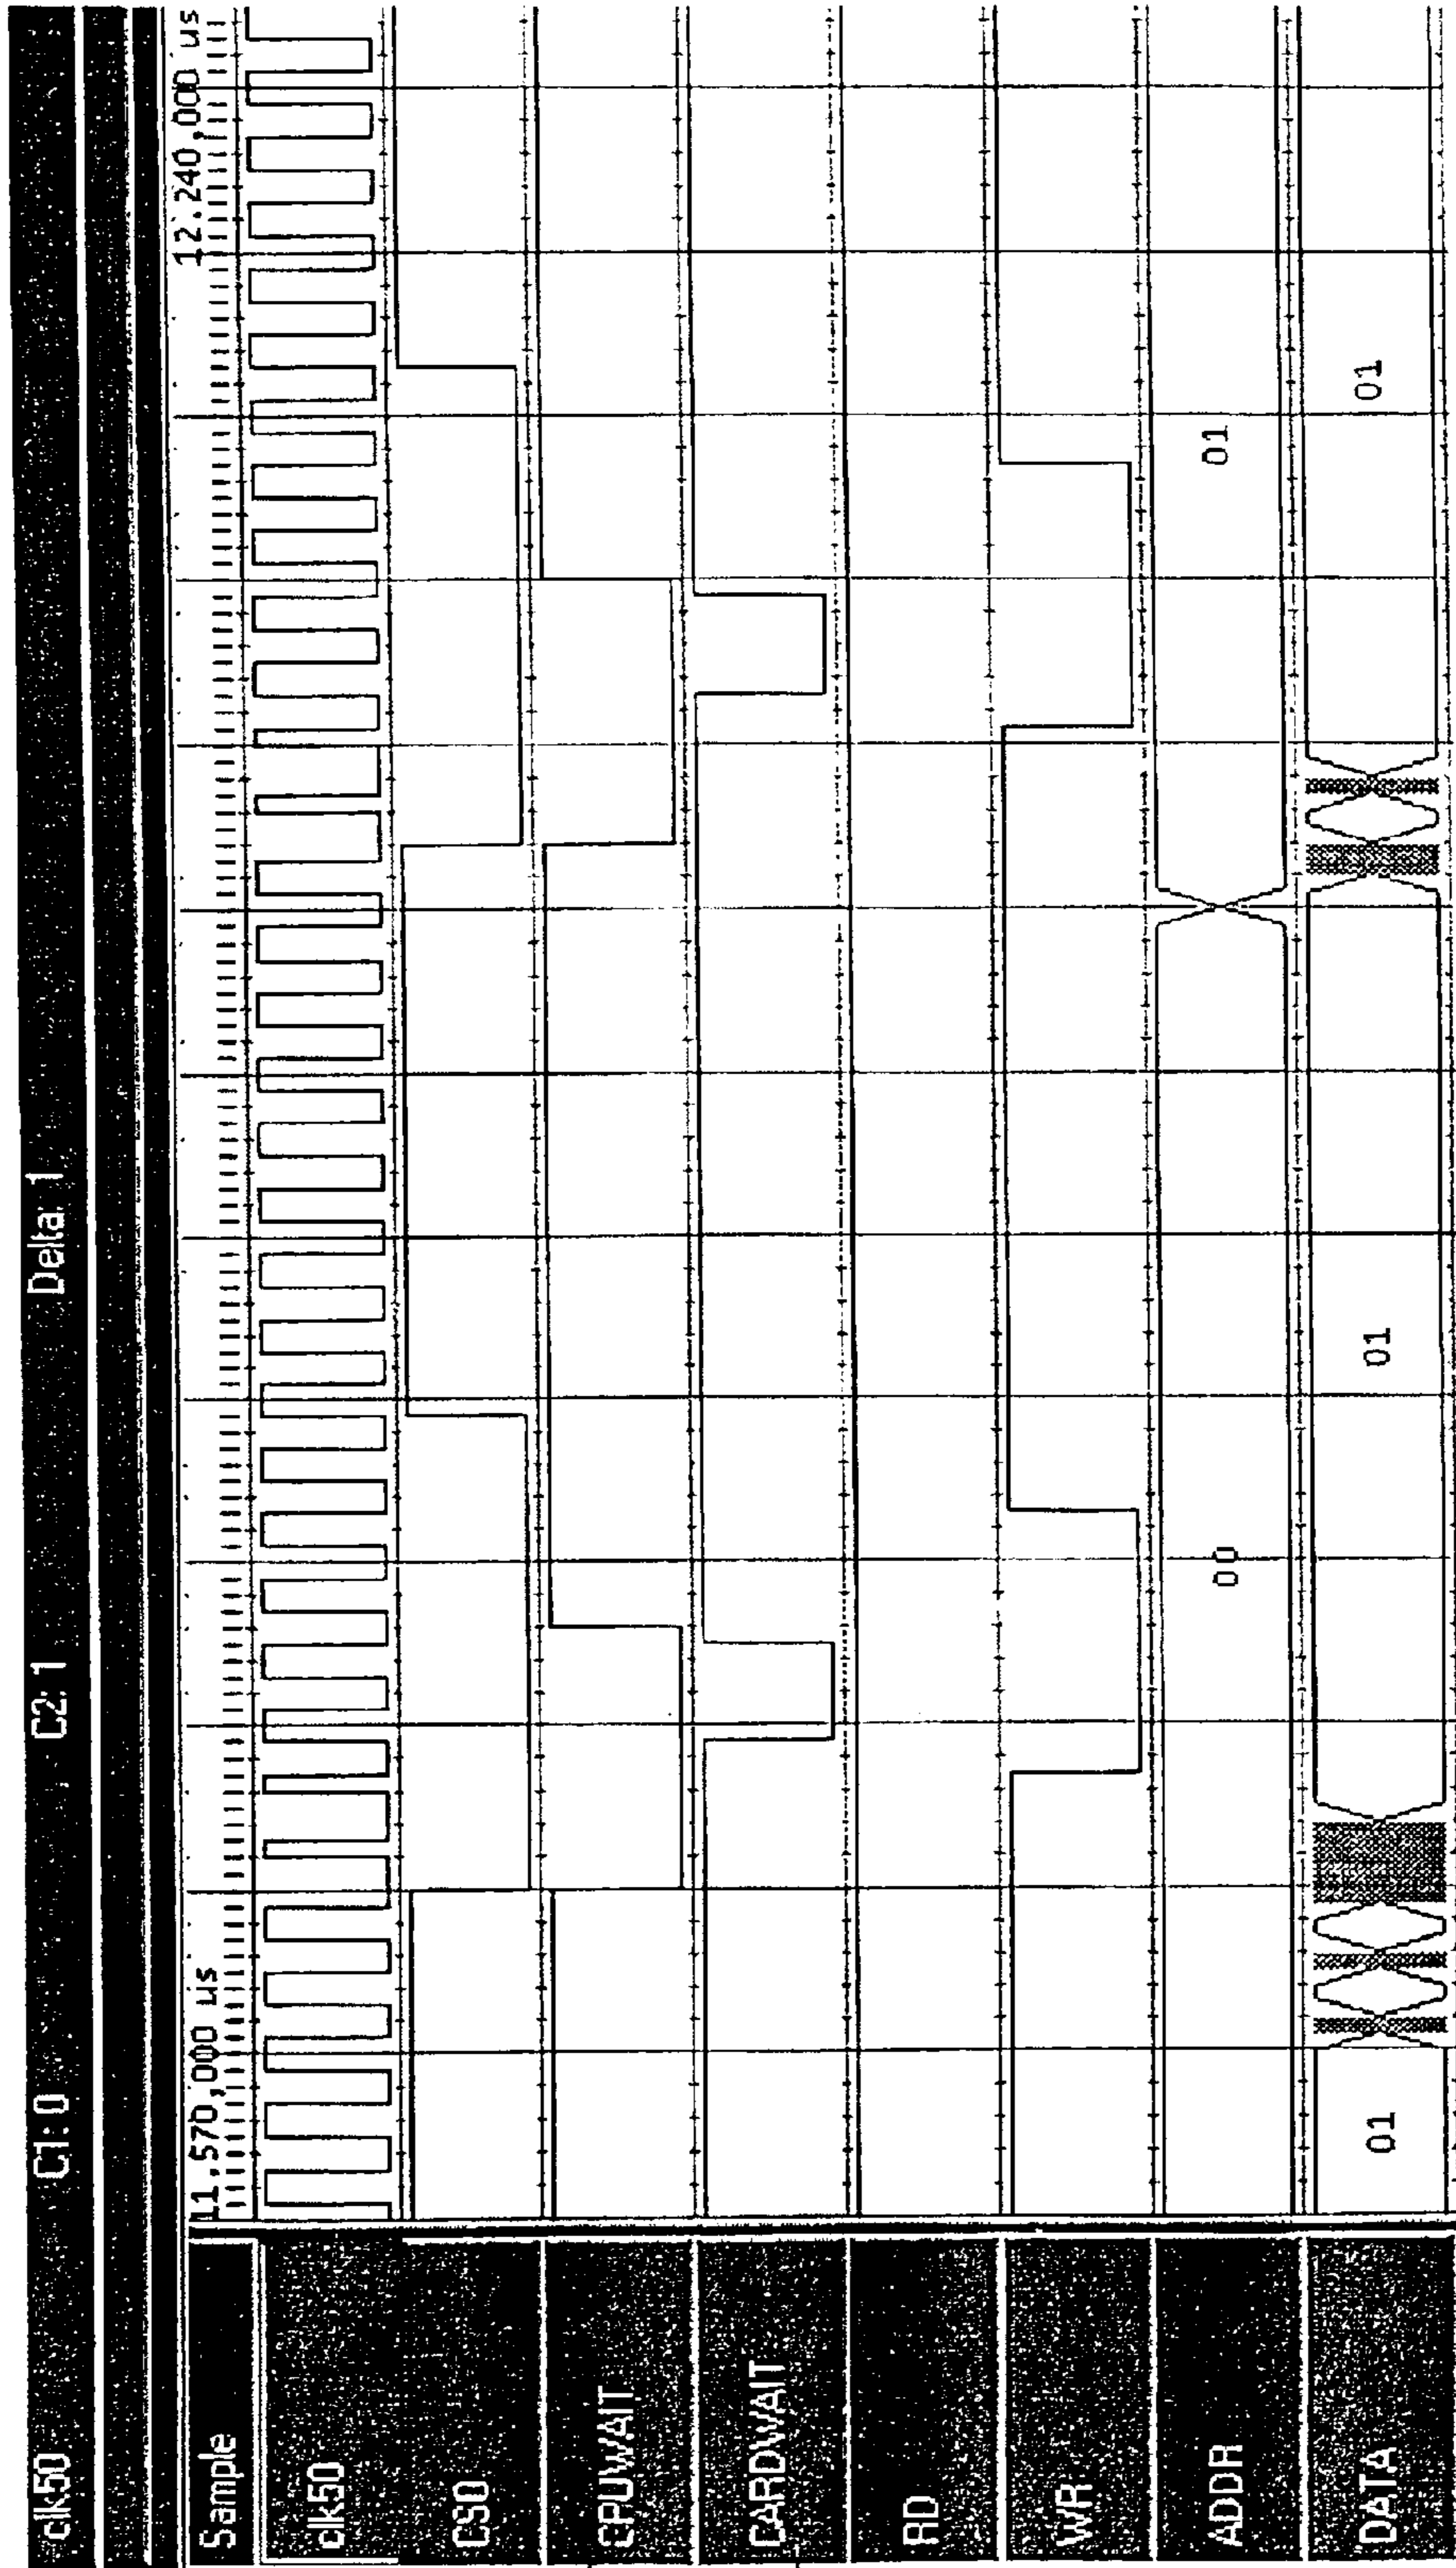 clk50 C1: 0 C2: 1 Delta: 1
Sample 11,570,000 us 12.240,000 us
clk50
CS0
CPUWAIT
CARDWAIT
RD
WR
ADDR 00 01
DATA 01 01 01